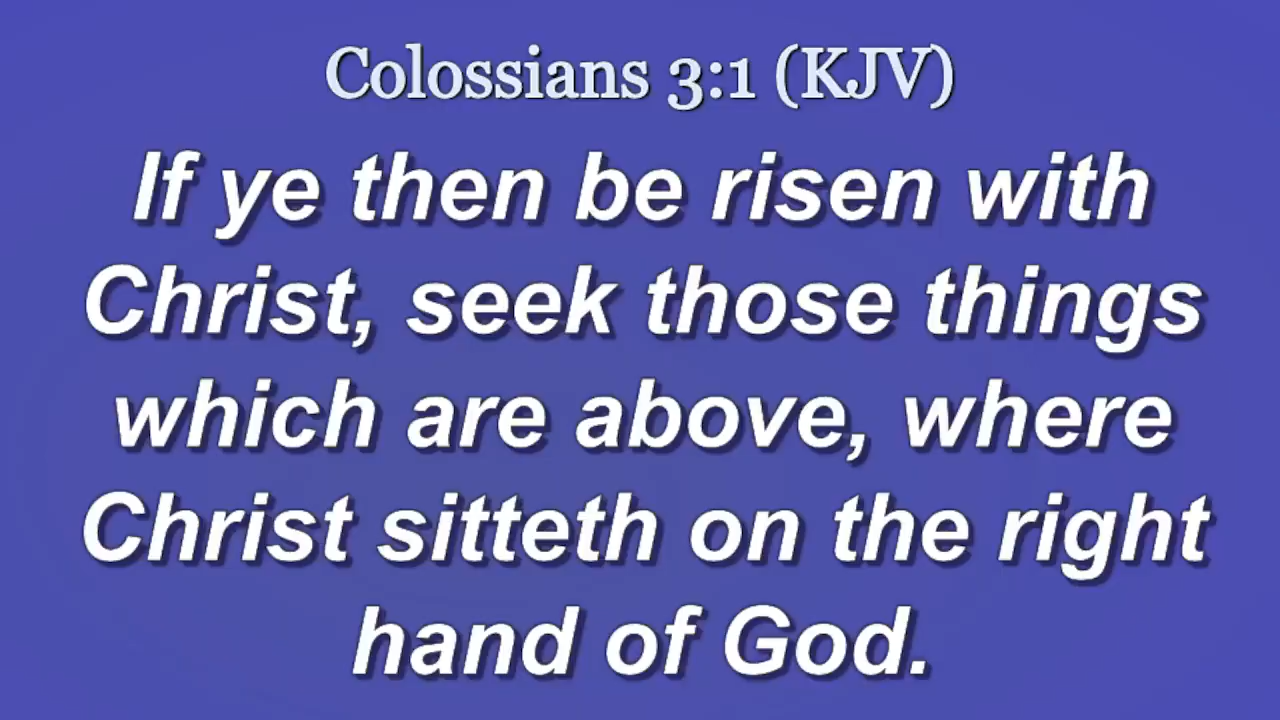 Colossians 3:1 (KJV)
If ye then be risen with
Christ, seek those things
which are above, where
Christ sitteth on the right
hand of God.